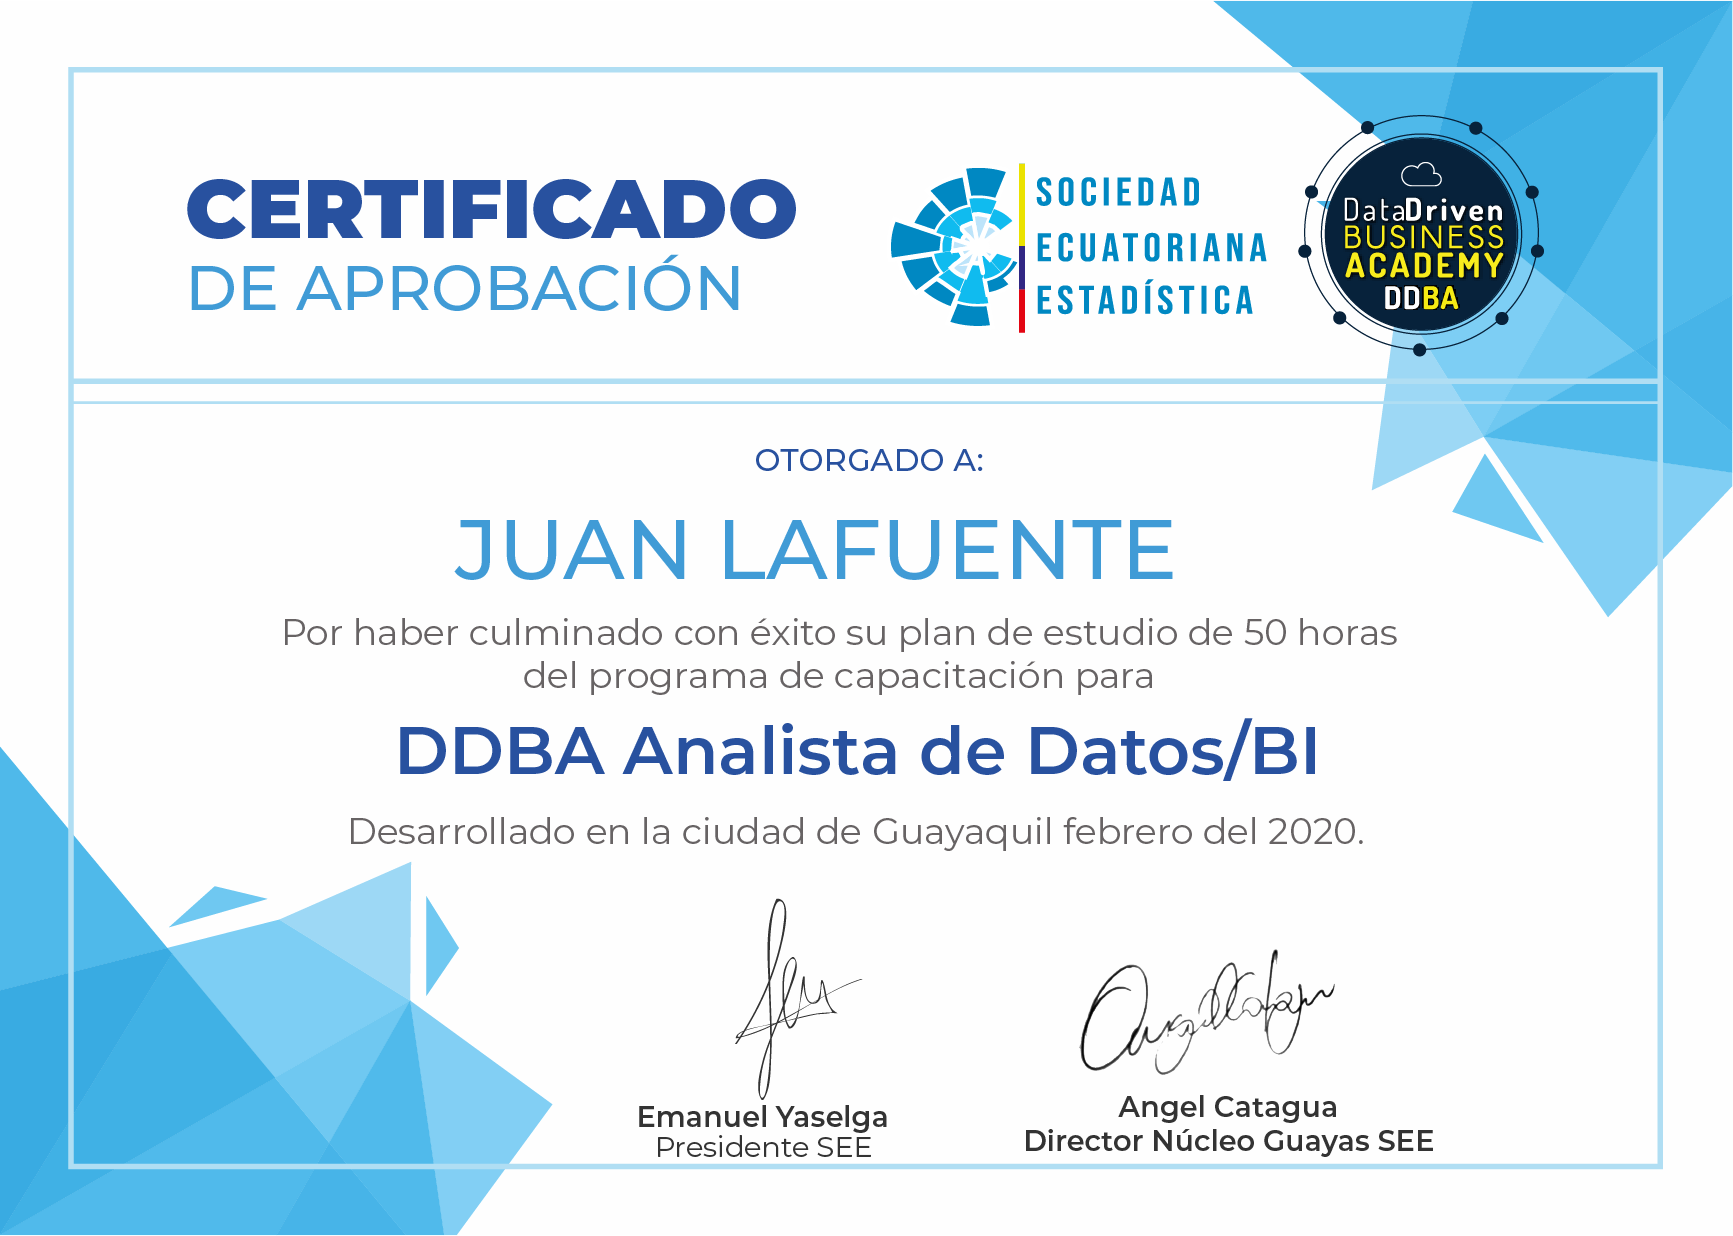 CERTIFICADO
DE APROBACIÓN
SOCIEDAD
ECUATORIANA
ESTADÍSTICA
DataDriven
BUSINESS
ACADEMY
DDBA
OTORGADO A:
JUAN LAFUENTE
Por haber culminado con éxito su plan de estudio de 50 horas
del programa de capacitación para
DDBA Analista de Datos/BI
Desarrollado en la ciudad de Guayaquil febrero del 2020.
Emanuel Yaselga
Presidente SEE
Angel Catagua
Director Núcleo Guayas SEE